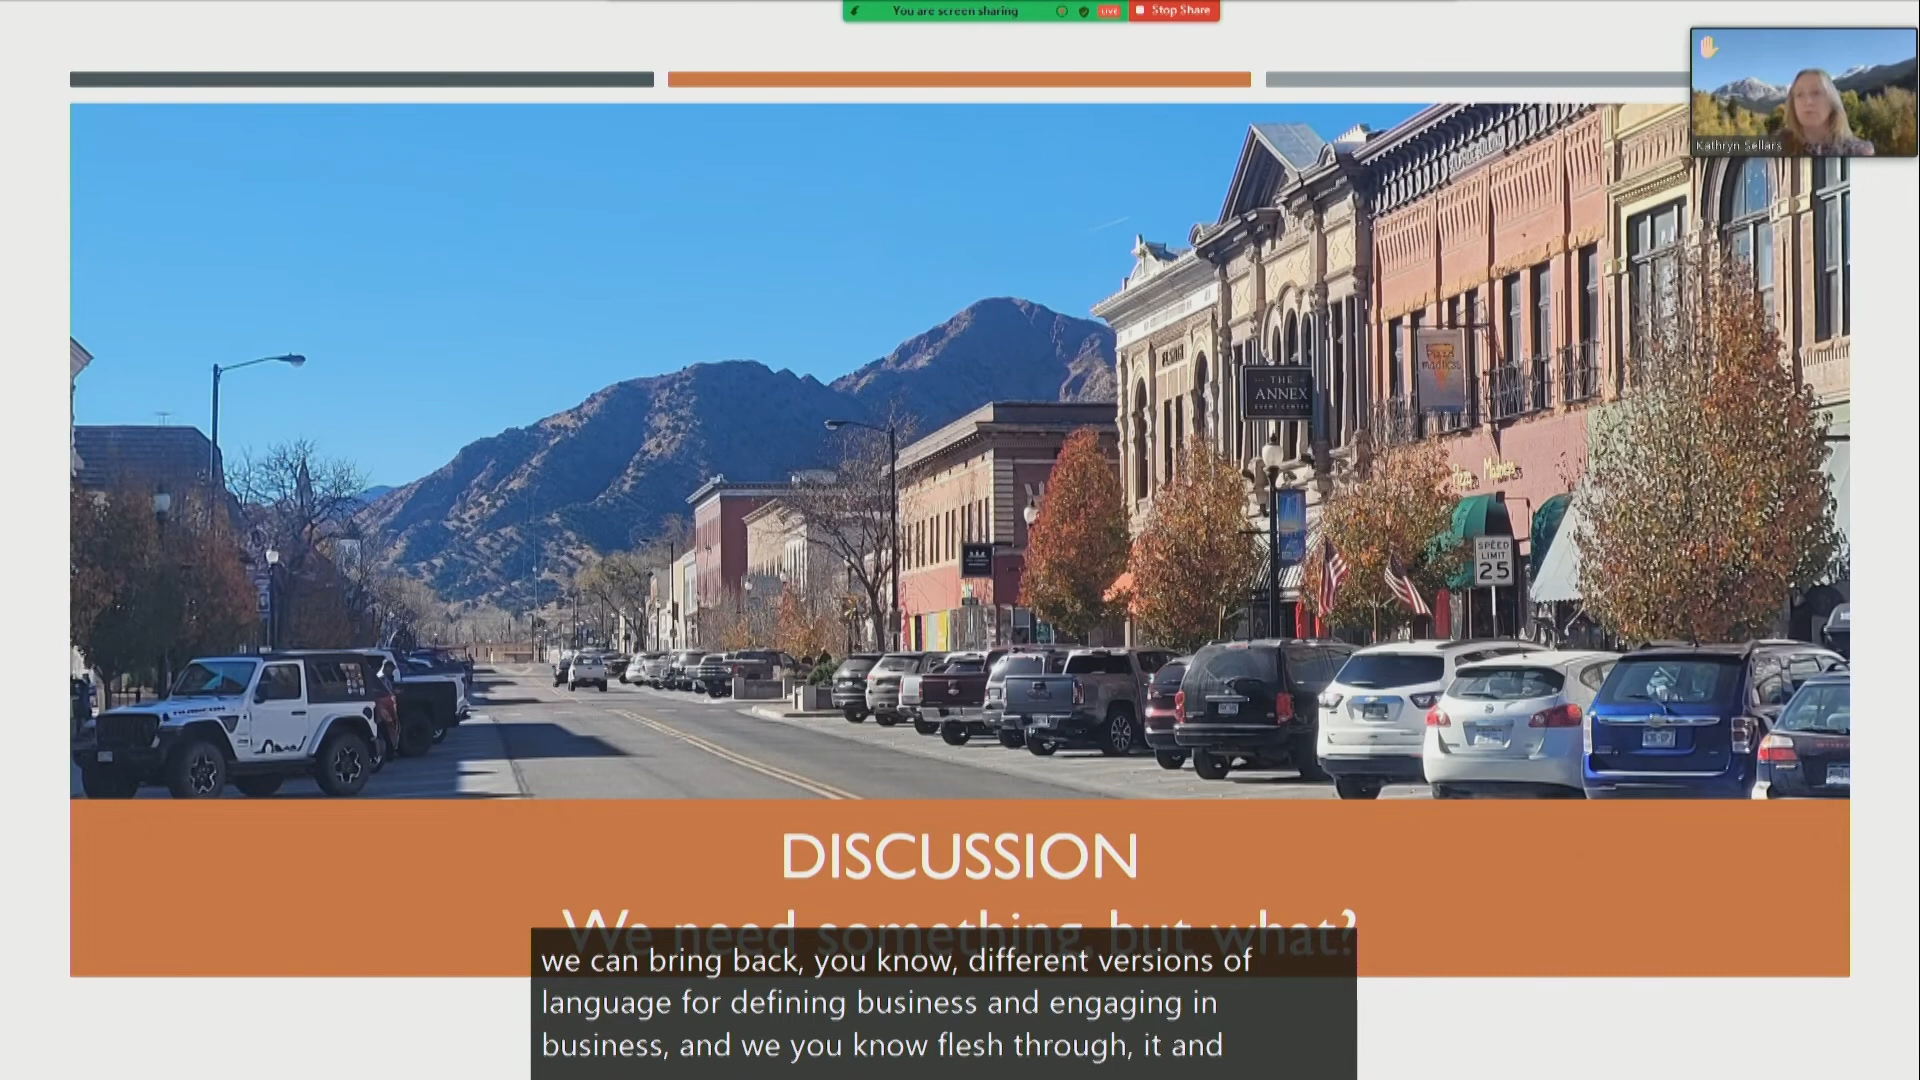 You are screen sharing
LIVE
Stop Share
Kathryn Sellars
THE
ANNEX
EVENT CENTER
SPEED
LIMIT
25
DISCUSSION
We need something, but what?
we can bring back, you know, different versions of
language for defining business and engaging in
business, and we you know flesh through, it and